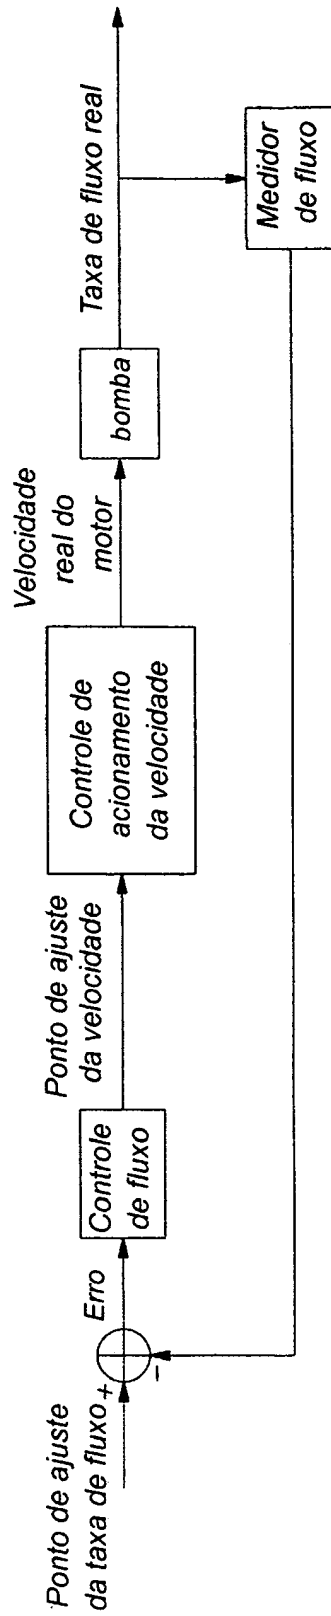 Ponto de ajuste
da taxa de fluxo
+
-
Erro
Controle
de fluxo
Ponto de ajuste
da velocidade
Controle de
acionamento
da velocidade
Velocidade
real do
motor
bomba
Taxa de fluxo real
Medidor
de fluxo